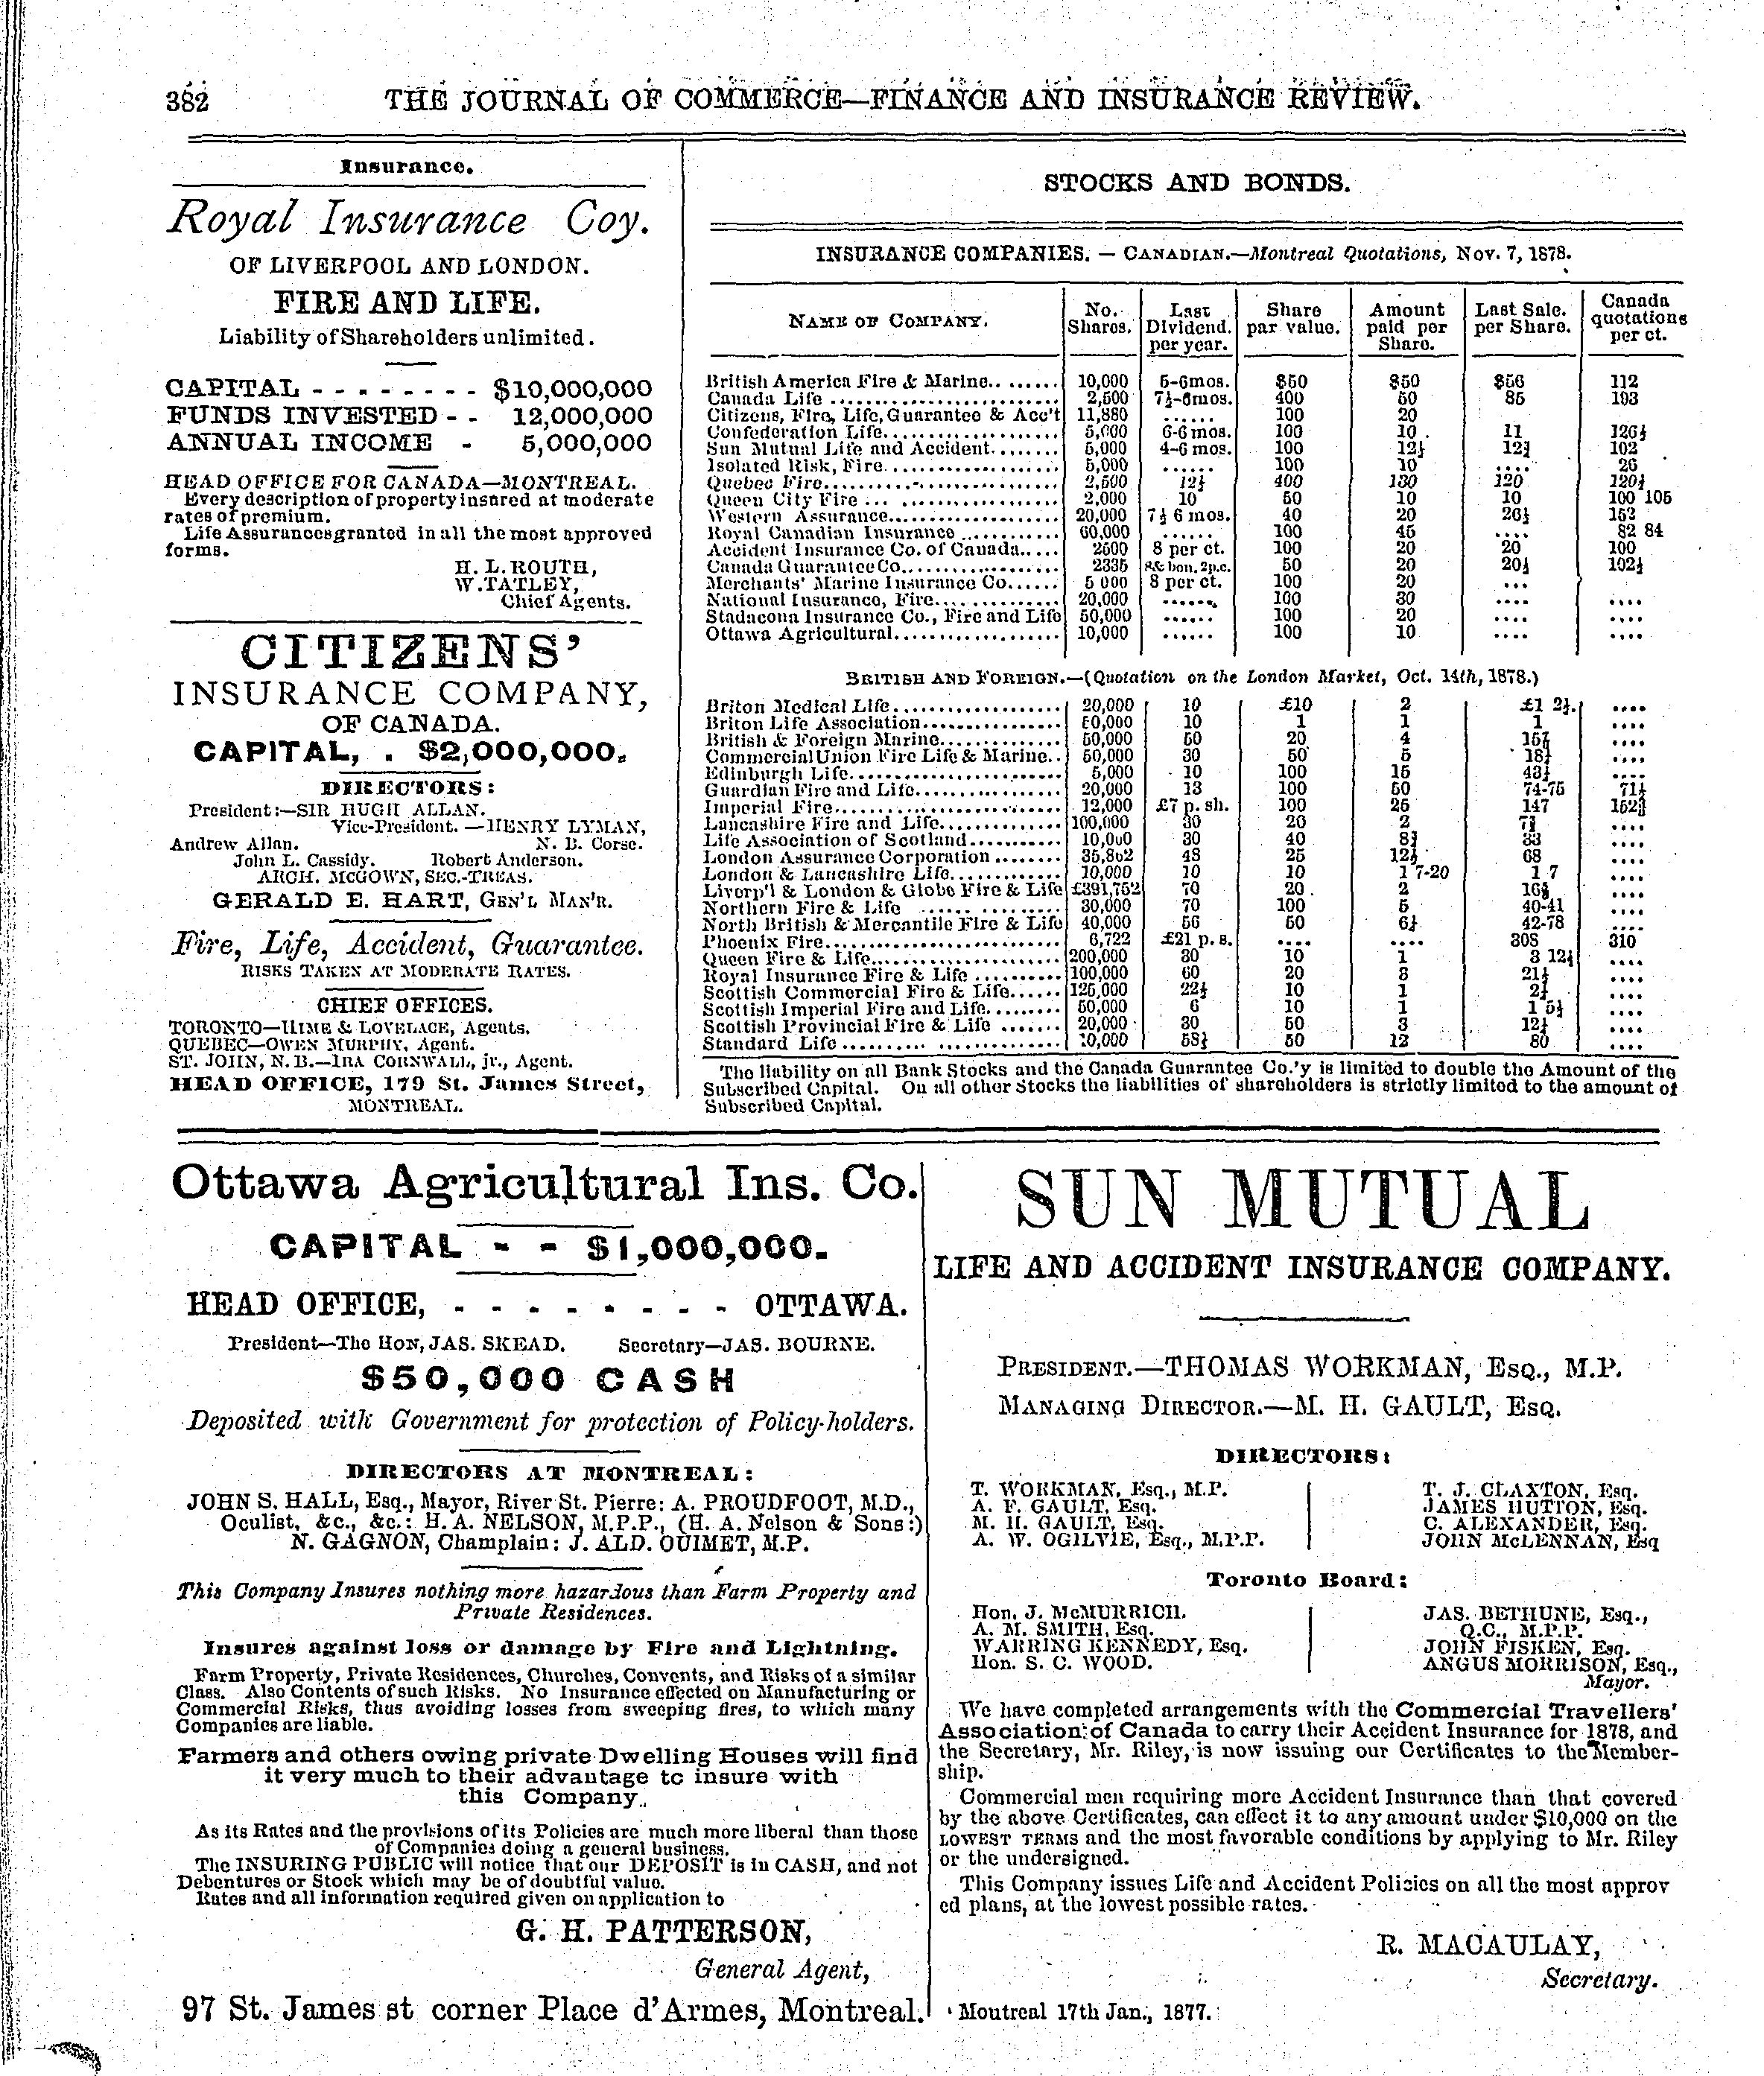 382
THE JOURNAL OF COMMERCE—FINANCE AND INSURANCE REVIEW.
Insurance.
Royal Insurance Coy.
OF LIVERPOOL AND LONDON.
FIRE AND LIFE.
Liability of Shareholders unlimited.
CAPITAL - - - - - - - - $10,000,000
FUNDS INVESTED - - 12,000,000
ANNUAL INCOME - 5,000,000
HEAD OFFICE FOR CANADA—MONTREAL.
Every description of property insured at moderate
rates of premium.
Life Assurances granted in all the most approved
forms.
H. L. ROUTH,
W. TATLEY,
Chief Agents.
CITIZENS'
INSURANCE COMPANY,
OF CANADA.
CAPITAL, . $2,000,000.
DIRECTORS:
President:—SIR HUGH ALLAN.
Vice-President.—HENRY LYMAN,
Andrew Allan. N. B. Corse.
John L. Cassidy. Robert Anderson.
ARCH. McGOWN, SEC.-TREAS.
GERALD E. HART, GEN'L MAN'R.
Fire, Life, Accident, Guarantee.
RISKS TAKEN AT MODERATE RATES.
CHIEF OFFICES.
TORONTO—HIME & LOVELACE, Agents.
QUEBEC—OWEN MURPHY, Agent.
ST. JOHN, N. B.—IRA CORNWALL, jr., Agent.
HEAD OFFICE, 179 St. James Street,
MONTREAL.
STOCKS AND BONDS.
INSURANCE COMPANIES. — CANADIAN.—Montreal Quotations, Nov. 7, 1878.
NAME OF COMPANY. No. Shares. Last Dividend. per year. Share par value. Amount paid per Share. Last Sale. per Share. Canada quotations per ct.
British America Fire & Marine........ 10,000 5-6mos. $50 $50 $56 112
Canada Life 2,500 7½-6mos. 400 50 85 193
Citizens, Fire, Life, Guarantee & Acc't 11,880 ...... 100 20
Confederation Life 5,000 6-6 mos. 100 10 11 126½
Sun Mutual Life and Accident 5,000 4-6 mos. 100 12½ 12¾ 102
Isolated Risk, Fire 5,000 ...... 100 10 .... 26
Quebec Fire 2,500 12½ 400 130 120 120½
Queen City Fire 2,000 10 50 10 10 100 105
Western Assurance 20,000 7½ 6 mos. 40 20 26½ 152
Royal Canadian Insurance 60,000 ...... 100 45 .... 82 84
Accident Insurance Co. of Canada 2500 8 per ct. 100 20 20 100
Canada Guarantee Co. 2335 8& bon. 2p.c. 50 20 20½ 102½
Merchants' Marine Insurance Co. 5 000 8 per ct. 100 20 ...
National Insurance, Fire 20,000 ...... 100 30 .... ....
Stadacona Insurance Co., Fire and Life 50,000 ...... 100 20 .... ....
Ottawa Agricultural 10,000 ...... 100 10 .... ....
BRITISH AND FOREIGN.—(Quotation on the London Market, Oct. 14th, 1878.)
Briton Medical Life 20,000 10 £10 2 £1 2½. ....
Briton Life Association 50,000 10 1 1 1 ....
British & Foreign Marine 50,000 50 20 4 ....
Commercial Union Fire Life & Marine 50,000 30 50 5 ....
Edinburgh Life 5,000 10 100 15 ....
Guardian Fire and Life 20,000 13 100 50 74-75 71½
Imperial Fire 12,000 £7 p. sh. 100 25 147
Lancashire Fire and Life 100,000 30 20 2 ....
Life Association of Scotland 10,000 30 40 8¾ 33 ....
London Assurance Corporation 35,862 48 25 12½ 68 ....
London & Lancashire Life 10,000 10 10 1 7-20 1 7 ....
Liverp'l & London & Globe Fire & Life £391,752 70 20 2 ....
Northern Fire & Life 30,000 70 100 5 40-41 ....
North British & Mercantile Fire & Life 40,000 56 50 6¼ 42-78 ....
Phoenix Fire 6,722 £21 p. s. .... .... 308 310
Queen Fire & Life 200,000 30 10 1 3 12½ ....
Royal Insurance Fire & Life 100,000 60 20 3 21½ ....
Scottish Commercial Fire & Life 125,000 22½ 10 1 2½ ....
Scottish Imperial Fire and Life 50,000 6 10 1 1 5½ ....
Scottish Provincial Fire & Life 20,000 30 50 3 12½ ....
Standard Life 10,000 58½ 50 12 80 ....
The liability on all Bank Stocks and the Canada Guarantee Co.'y is limited to double the Amount of the
Subscribed Capital. On all other Stocks the liabilities of shareholders is strictly limited to the amount of
Subscribed Capital.
Ottawa Agricultural Ins. Co.
CAPITAL - - $1,000,000.
HEAD OFFICE, - - - - - - - - OTTAWA.
President—The HON, JAS. SKEAD. Secretary—JAS. BOURNE.
$50,000 CASH
Deposited with Government for protection of Policy-holders.
DIRECTORS AT MONTREAL:
JOHN S. HALL, Esq., Mayor, River St. Pierre: A. PROUDFOOT, M.D.,
Oculist, &c., &c.: H. A. NELSON, M.P.P., (H. A. Nelson & Sons:)
N. GAGNON, Champlain: J. ALD. OUIMET, M.P.
This Company Insures nothing more hazardous than Farm Property and
Private Residences.
Insures against loss or damage by Fire and Lightning.
Farm Property, Private Residences, Churches, Convents, and Risks of a similar
Class. Also Contents of such Risks. No Insurance effected on Manufacturing or
Commercial Risks, thus avoiding losses from sweeping fires, to which many
Companies are liable.
Farmers and others owing private Dwelling Houses will find
it very much to their advantage to insure with
this Company.
As its Rates and the provisions of its Policies are much more liberal than those
of Companies doing a general business.
The INSURING PUBLIC will notice that our DEPOSIT is in CASH, and not
Debentures or Stock which may be of doubtful value.
Rates and all information required given on application to
G. H. PATTERSON,
General Agent,
97 St. James st corner Place d'Armes, Montreal.
SUN MUTUAL
LIFE AND ACCIDENT INSURANCE COMPANY.
PRESIDENT.—THOMAS WORKMAN, ESQ., M.P.
MANAGING DIRECTOR.—M. H. GAULT, ESQ.
DIRECTORS:
T. WORKMAN, Esq., M.P. T. J. CLAXTON, Esq.
A. F. GAULT, Esq. JAMES HUTTON, Esq.
M. H. GAULT, Esq. C. ALEXANDER, Esq.
A. W. OGILVIE, Esq., M.P.P. JOHN McLENNAN, Esq
Toronto Board:
Hon. J. McMURRICH. JAS. BETHUNE, Esq.,
A. M. SMITH, Esq. Q.C., M.P.P.
WARRING KENNEDY, Esq. JOHN FISKEN, Esq.
Hon. S. C. WOOD. ANGUS MORRISON, Esq.,
Mayor.
We have completed arrangements with the Commercial Travellers'
Association of Canada to carry their Accident Insurance for 1878, and
the Secretary, Mr. Riley, is now issuing our Certificates to the Member-
ship.
Commercial men requiring more Accident Insurance than that covered
by the above Certificates, can effect it to any amount under $10,000 on the
LOWEST TERMS and the most favorable conditions by applying to Mr. Riley
or the undersigned.
This Company issues Life and Accident Policies on all the most approv
ed plans, at the lowest possible rates.
R. MACAULAY,
Secretary.
Montreal 17th Jan., 1877.